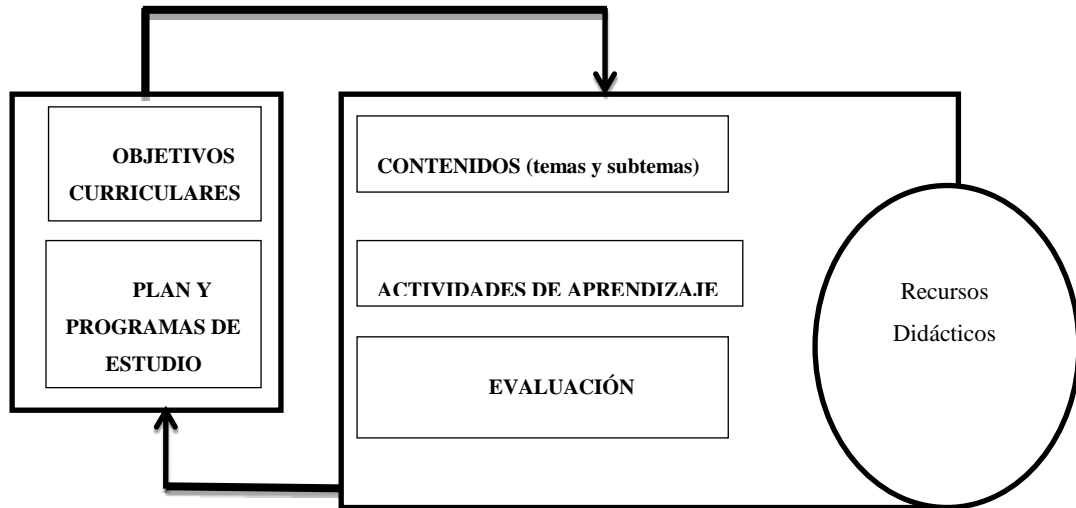 OBJETIVOS
CURRICULARES
PLAN Y
PROGRAMAS DE
ESTUDIO
CONTENIDOS (temas y subtemas)
ACTIVIDADES DE APRENDIZAJE
EVALUACIÓN
Recursos
Didácticos